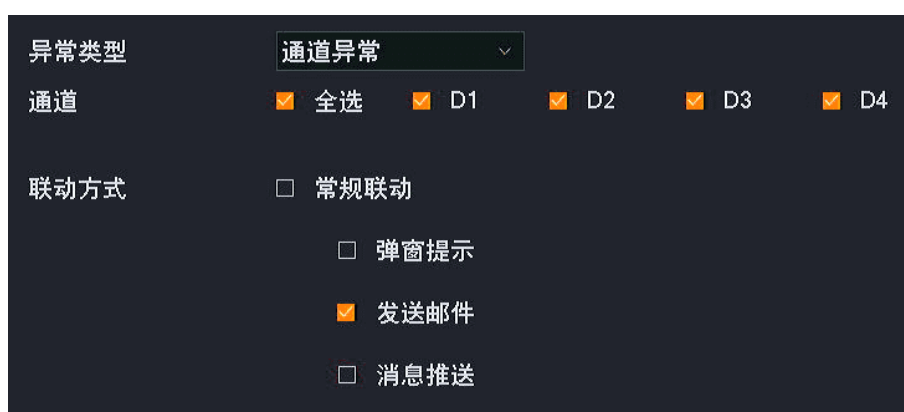 异常类型 通道异常
通道 全选 D1 D2 D3 D4
联动方式 常规联动
弹窗提示
发送邮件
消息推送